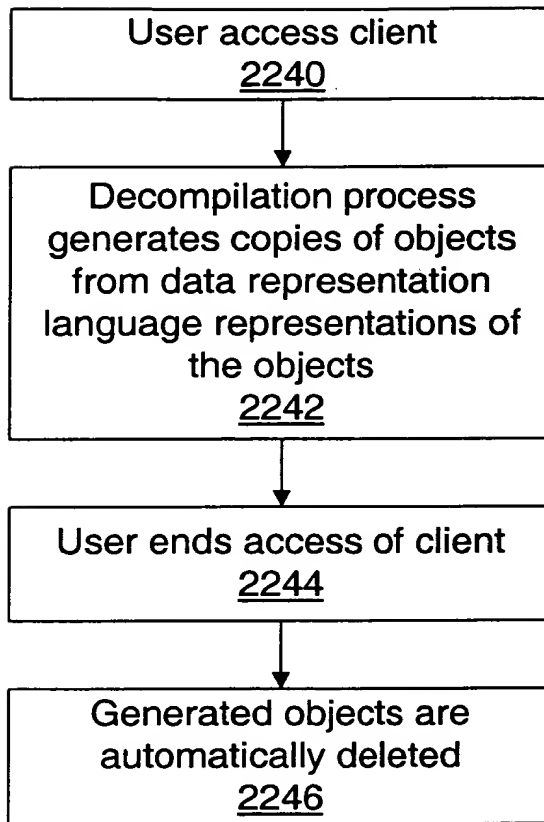 User access client
2240
Decompilation process
generates copies of objects
from data representation
language representations of
the objects
2242
User ends access of client
2244
Generated objects are
automatically deleted
2246